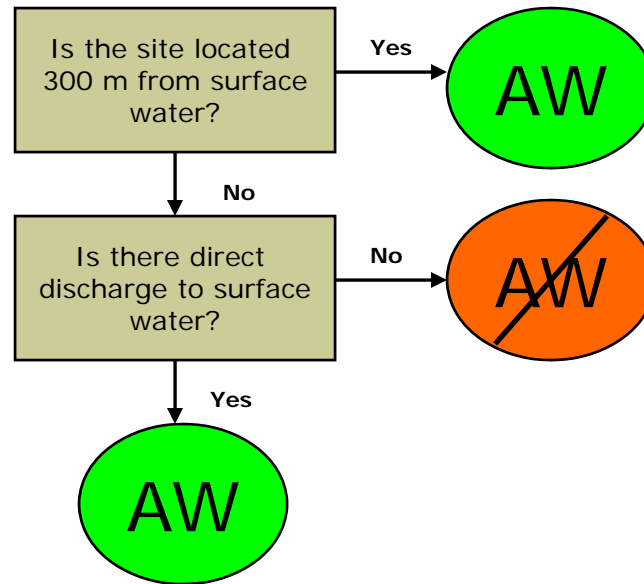 Is the site located
300 m from surface
water?
Yes
AW
No
Is there direct
discharge to surface
water?
No
AW
Yes
AW